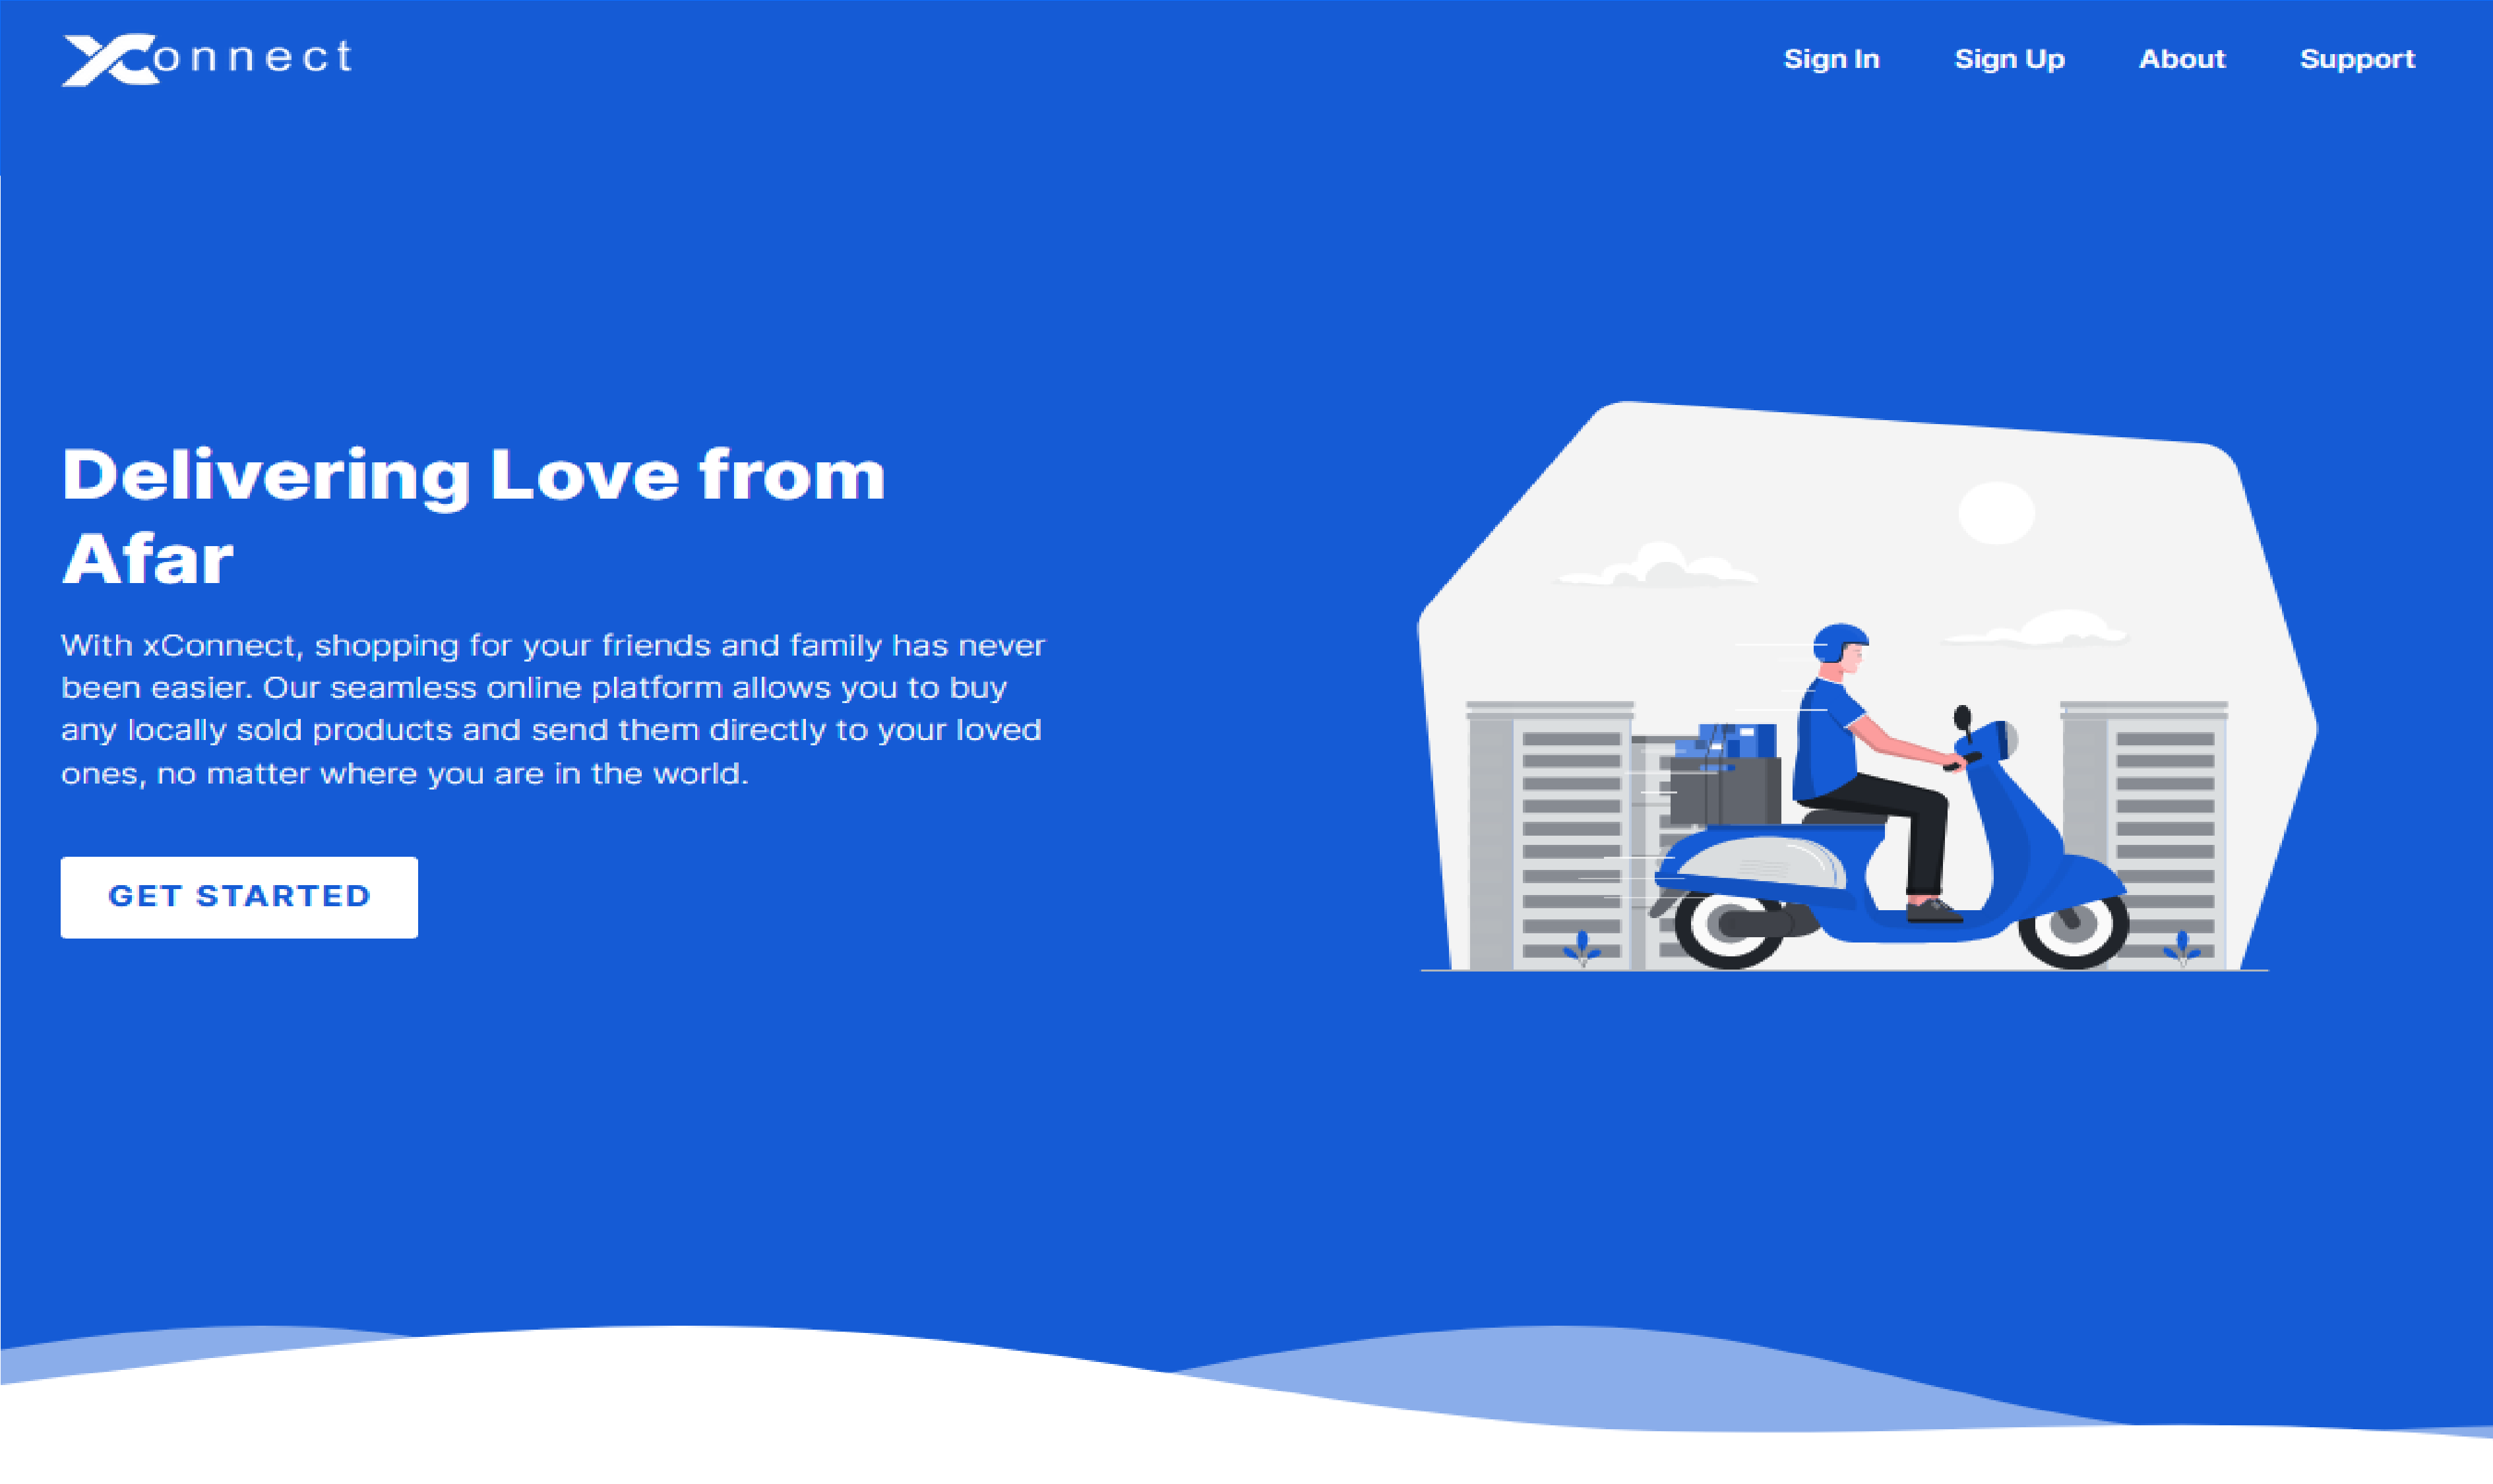 xConnect
Sign In
Sign Up
About
Support
Delivering Love from
Afar
With xConnect, shopping for your friends and family has never
been easier. Our seamless online platform allows you to buy
any locally sold products and send them directly to your loved
ones, no matter where you are in the world.
GET STARTED